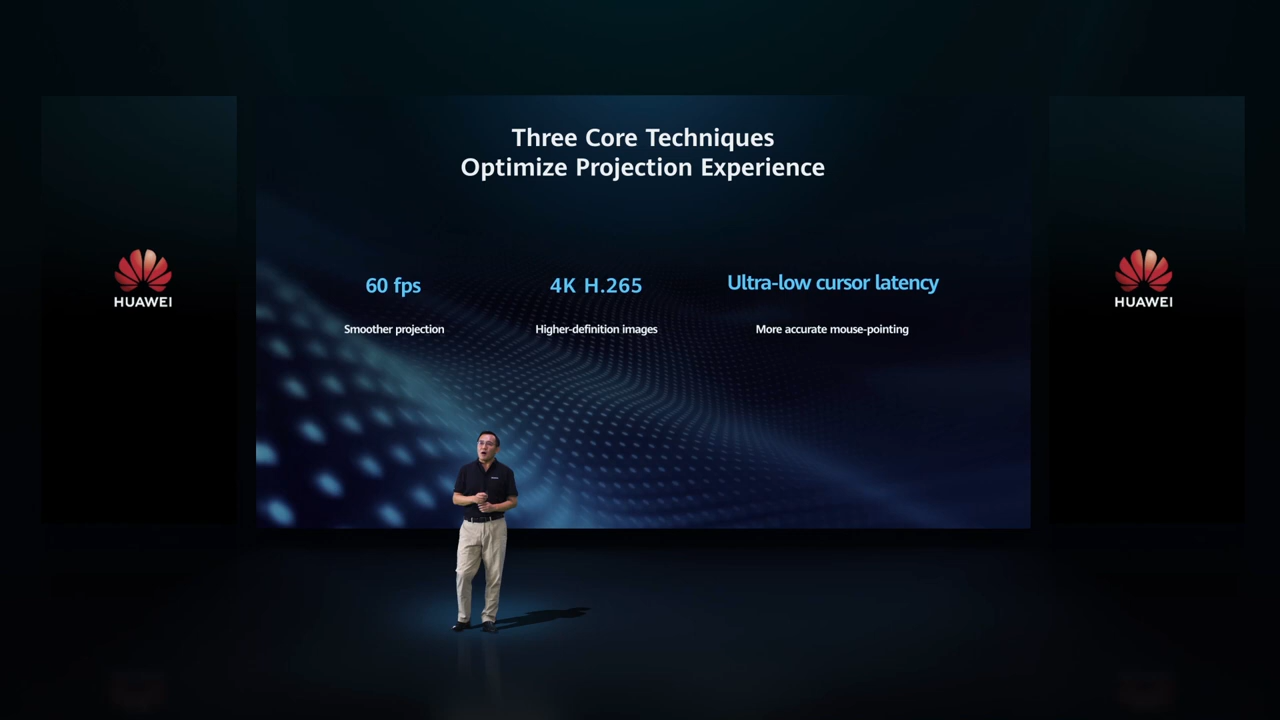 Three Core Techniques
Optimize Projection Experience
60 fps
4K H.265
Ultra-low cursor latency
Smoother projection
Higher-definition images
More accurate mouse-pointing
HUAWEI
HUAWEI